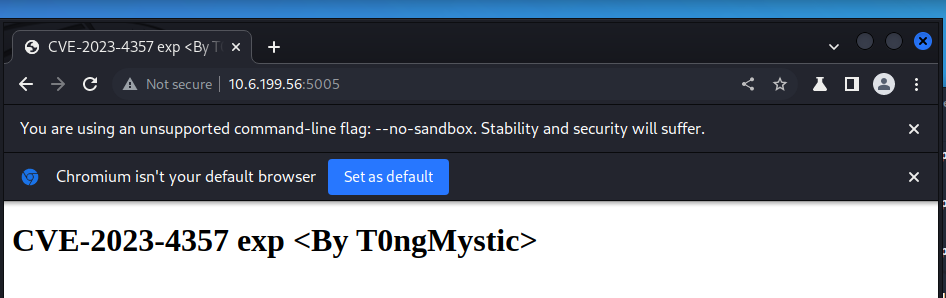 CVE-2023-4357 exp <By T0
Not secure 10.6.199.56:5005
You are using an unsupported command-line flag: --no-sandbox. Stability and security will suffer.
Chromium isn't your default browser Set as default
CVE-2023-4357 exp <By T0ngMystic>